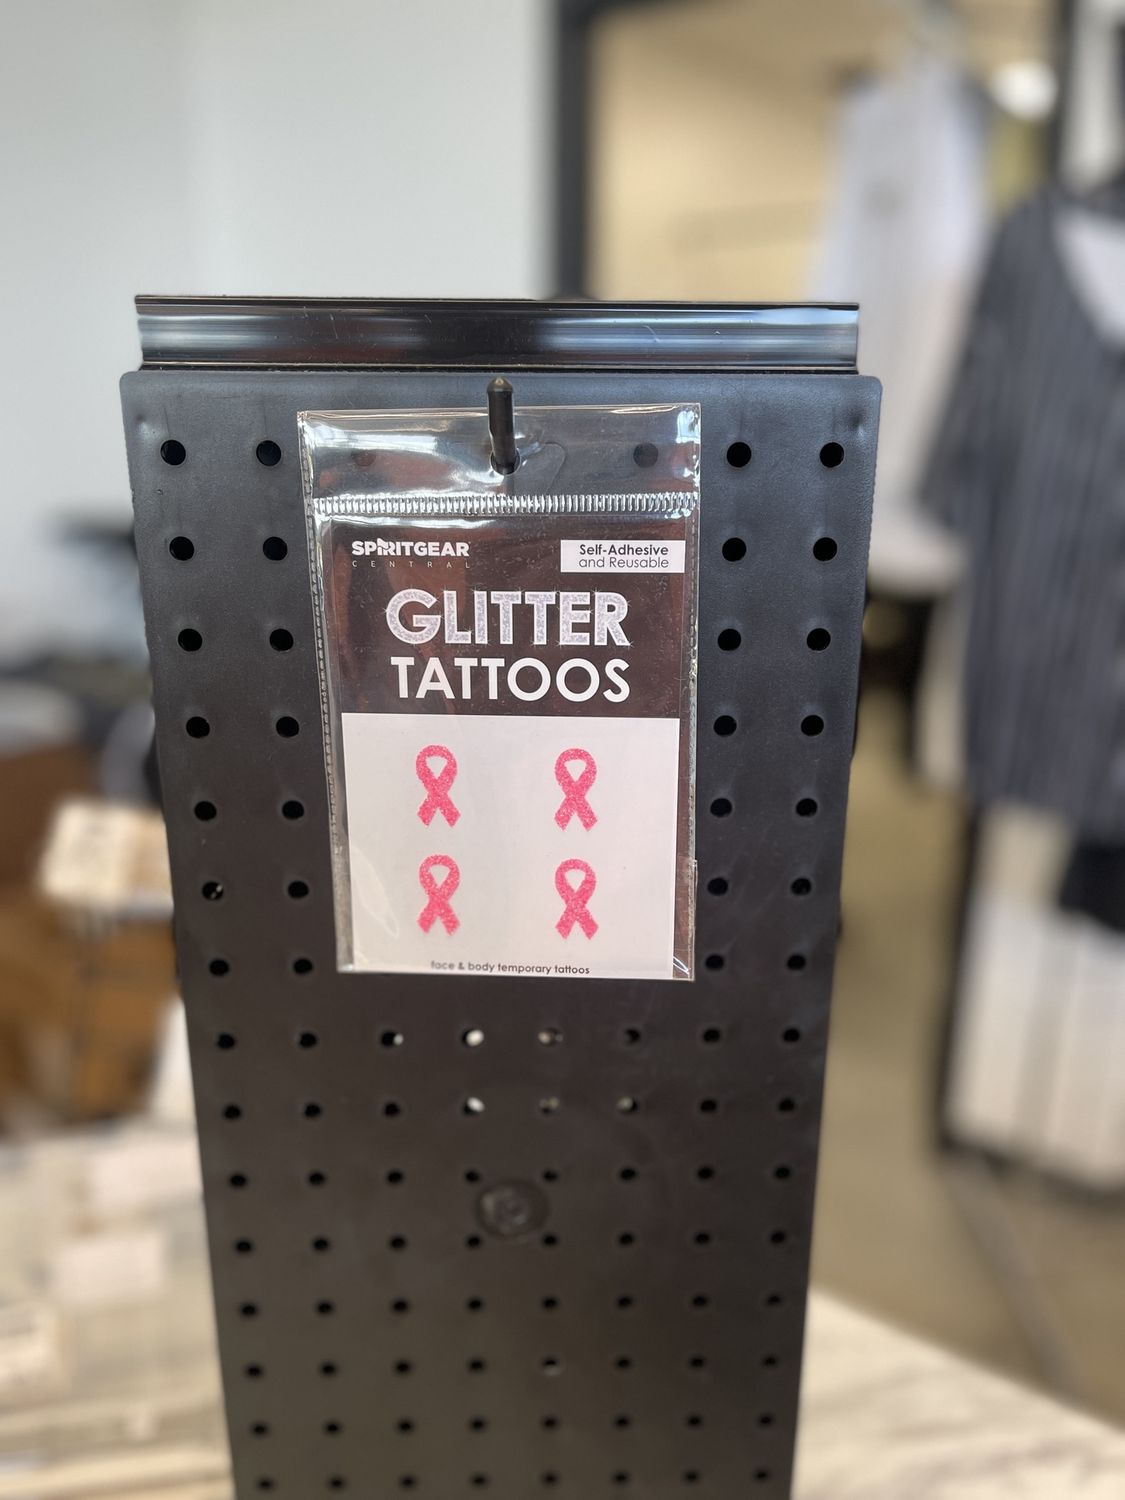 SPIRITGEAR
CENTRAL
Self-Adhesive
and Reusable
GLITTER
TATTOOS
face & body temporary tattoos